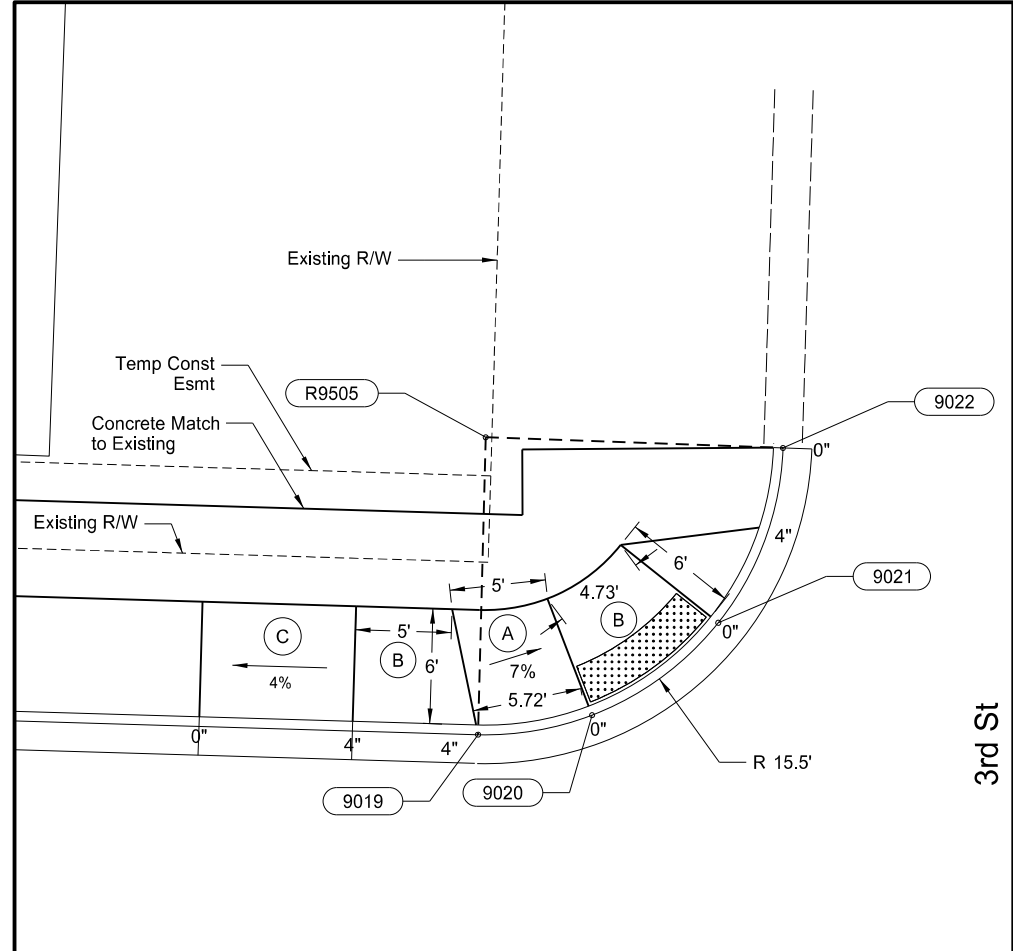 Existing R/W
Temp Const
Esmt
R9505
9022
Concrete Match
to Existing
0"
Existing R/W
4"
6'
5'
4.73'
9021
C
A
B
0"
5'
B
6'
4%
7%
5.72'
0"
4"
4"
0"
R 15.5'
9019
9020
3rd St